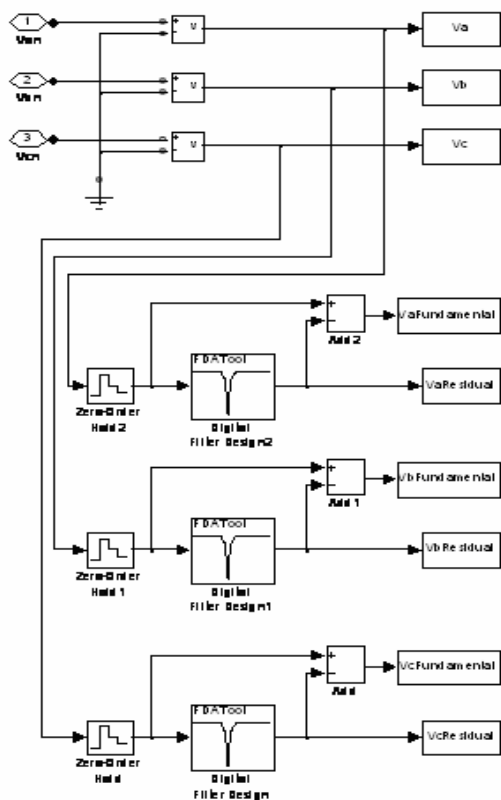 1
v
Va
2
v
Vb
3
Vcn
v
Vc
+
−
Add 2
VaFundamental
FDATool
VaResidual
Zero-Order
Hold 2
Digital
Filter Design2
+
−
Add 1
VbFundamental
FDATool
VbResidual
Zero-Order
Hold 1
Digital
Filter Design1
+
−
Add
VcFundamental
FDATool
VcResidual
Zero-Order
Hold
Digital
Filter Design